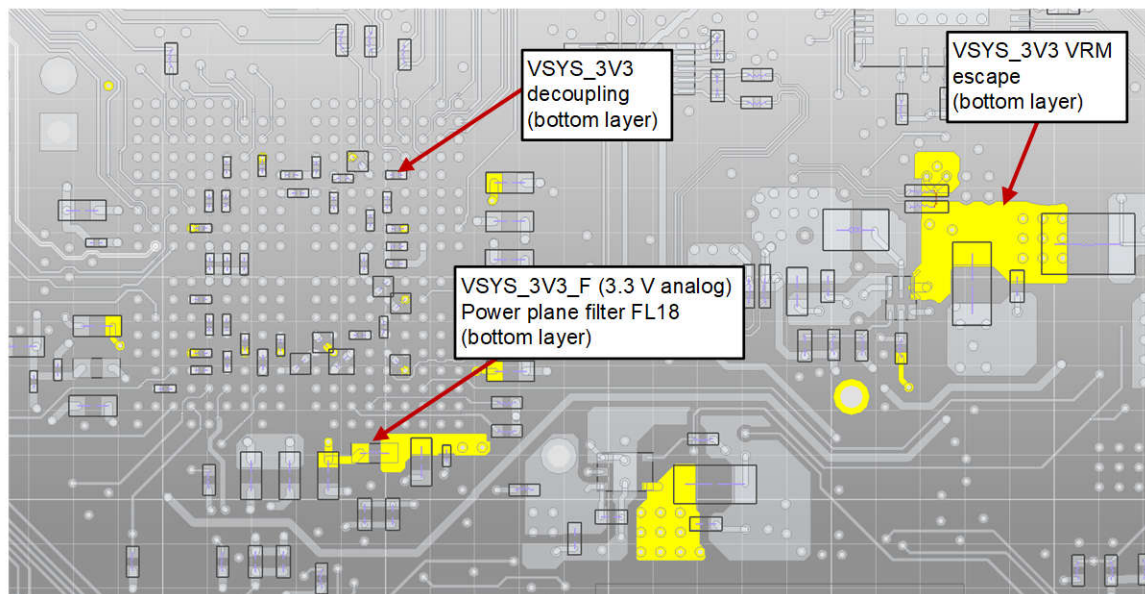 VSYS_3V3
decoupling
(bottom layer)
VSYS_3V3 VRM
escape
(bottom layer)
VSYS_3V3_F (3.3 V analog)
Power plane filter FL18
(bottom layer)